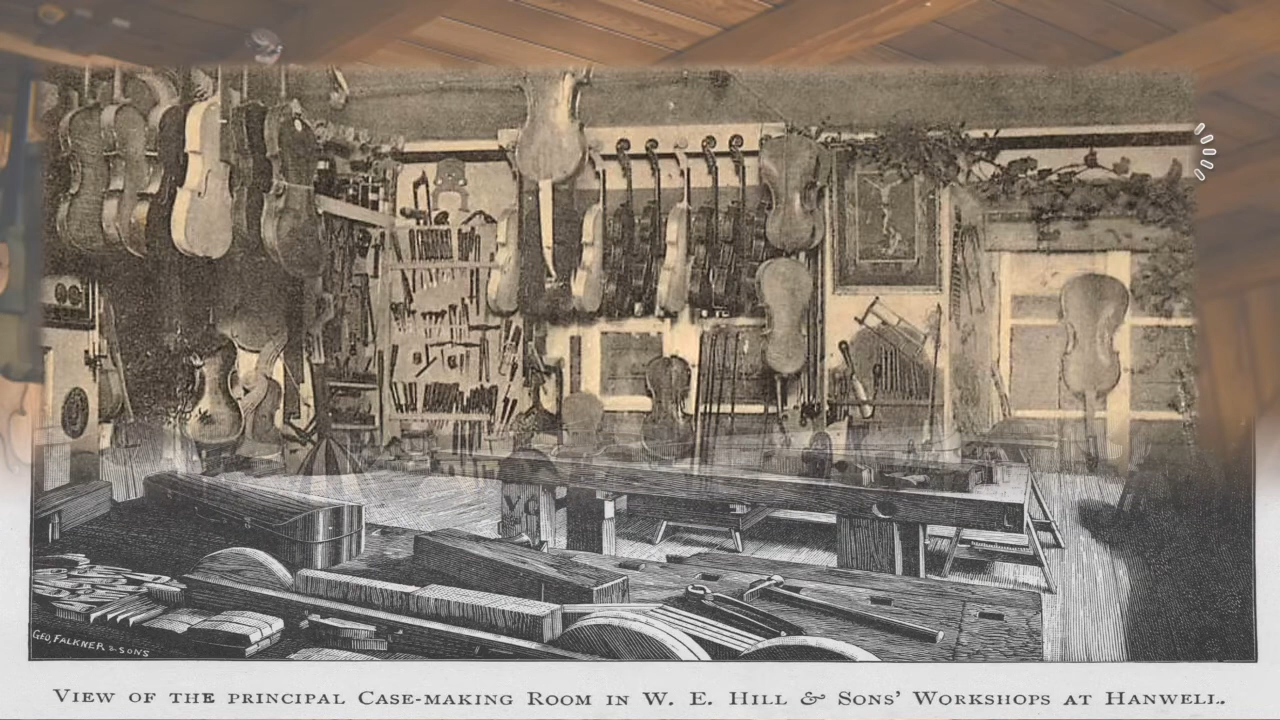 GEO, FALKNER & SONS
VIEW OF THE PRINCIPAL CASE-MAKING ROOM IN W. E. HILL & SONS' WORKSHOPS AT HANWELL.